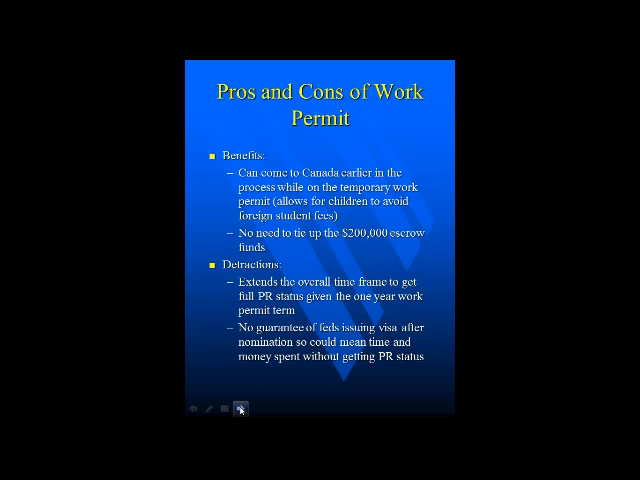 Pros and Cons of Work
Permit
Benefits:
– Can come to Canada earlier in the
process while on the temporary work
permit (allows for children to avoid
foreign student fees)
– No need to tie up the $200,000 escrow
funds
Detractions:
– Extends the overall time frame to get
full PR status given the one year work
permit term
– No guarantee of feds issuing visa after
nomination so could mean time and
money spent without getting PR status